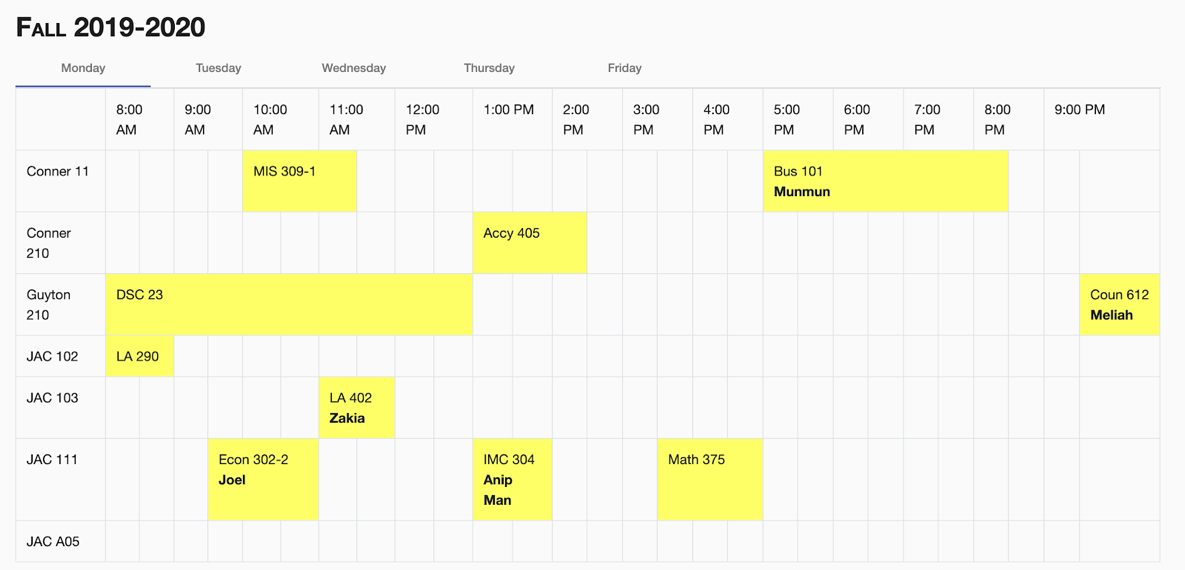 FALL 2019-2020
Monday Tuesday Wednesday Thursday Friday
8:00 AM 9:00 AM 10:00 AM 11:00 AM 12:00 PM 1:00 PM 2:00 PM 3:00 PM 4:00 PM 5:00 PM 6:00 PM 7:00 PM 8:00 PM 9:00 PM
Conner 11 MIS 309-1 Bus 101
Munmun
Conner 210 Accy 405
Guyton 210 DSC 23 Coun 612
Meliah
JAC 102 LA 290
JAC 103 LA 402
Zakia
JAC 111 Econ 302-2 IMC 304 Math 375
Joel Anip
Man
JAC A05